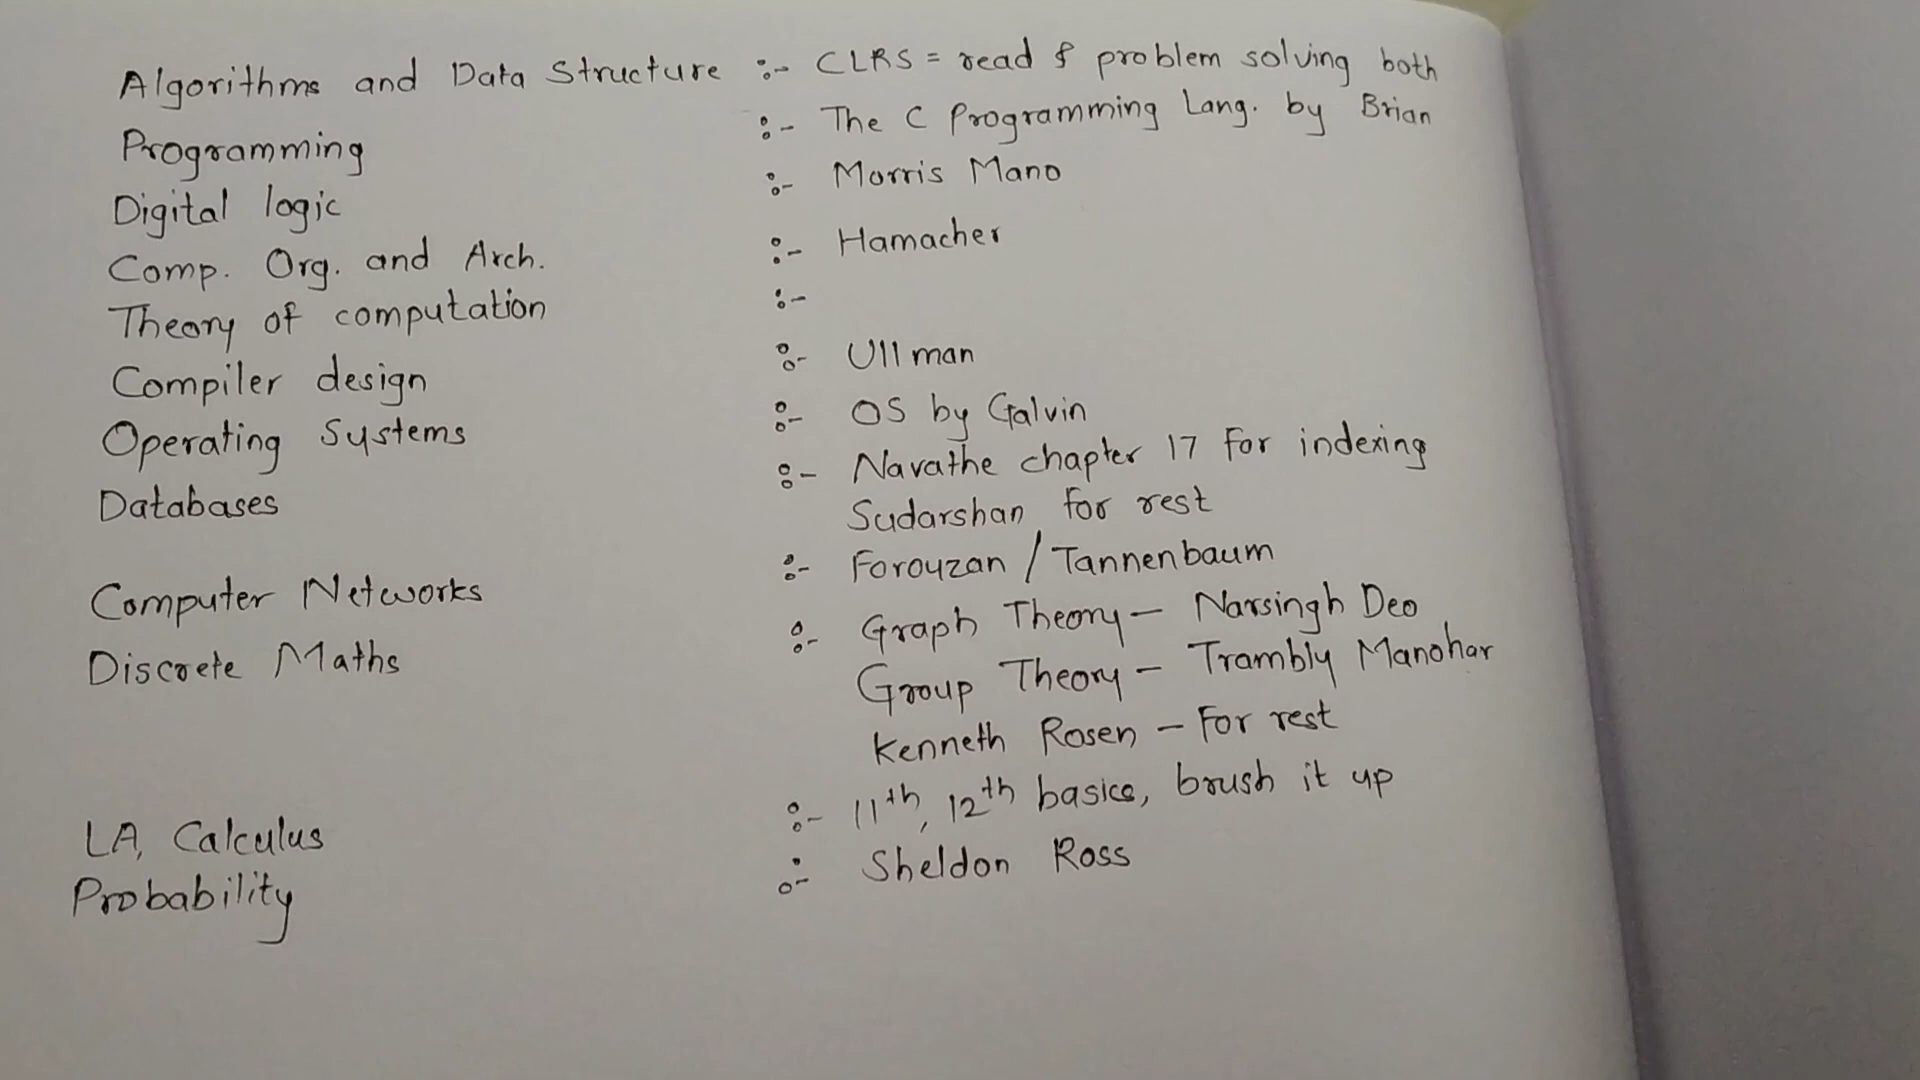 Algorithms and Data Structure :- CLRS = read & problem solving both
Programming :- The C Programming Lang. by Brian
Digital logic :- Morris Mano
Comp. Org. and Arch. :- Hamacher
Theory of computation :-
Compiler design :- Ullman
Operating Systems :- OS by Galvin
Databases :- Navathe chapter 17 for indexing
Sudarshan for rest
Computer Networks :- Forouzan / Tannenbaum
Discrete Maths :- Graph Theory - Narsingh Deo
Group Theory - Trambly Manohar
Kenneth Rosen - For rest
LA, Calculus :- 11th, 12th basics, brush it up
Probability :- Sheldon Ross